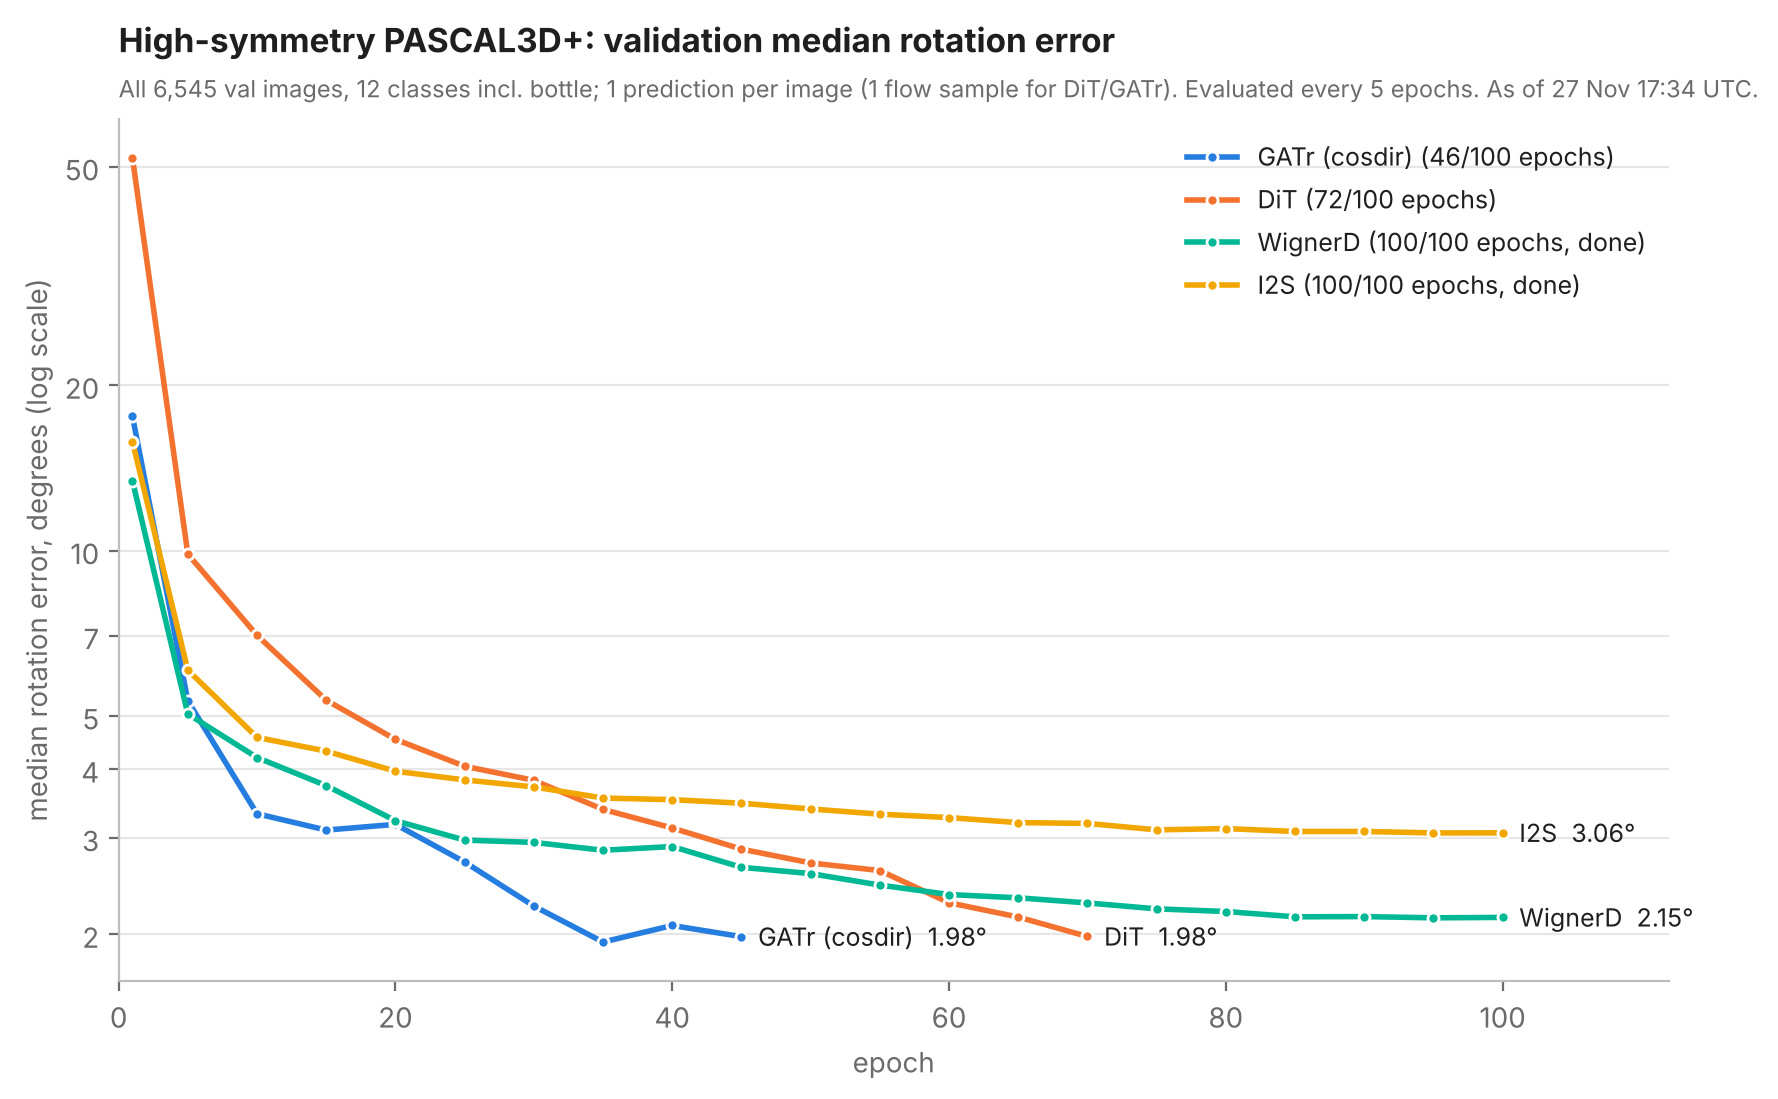 High-symmetry PASCAL3D+: validation median rotation error
All 6,545 val images, 12 classes incl. bottle; 1 prediction per image (1 flow sample for DiT/GATr). Evaluated every 5 epochs. As of 27 Nov 17:34 UTC.
GATr (cosdir) (46/100 epochs)
DiT (72/100 epochs)
WignerD (100/100 epochs, done)
I2S (100/100 epochs, done)
median rotation error, degrees (log scale)
50
20
10
7
5
4
3
2
I2S 3.06°
WignerD 2.15°
GATr (cosdir) 1.98°
DiT 1.98°
0
20
40
60
80
100
epoch